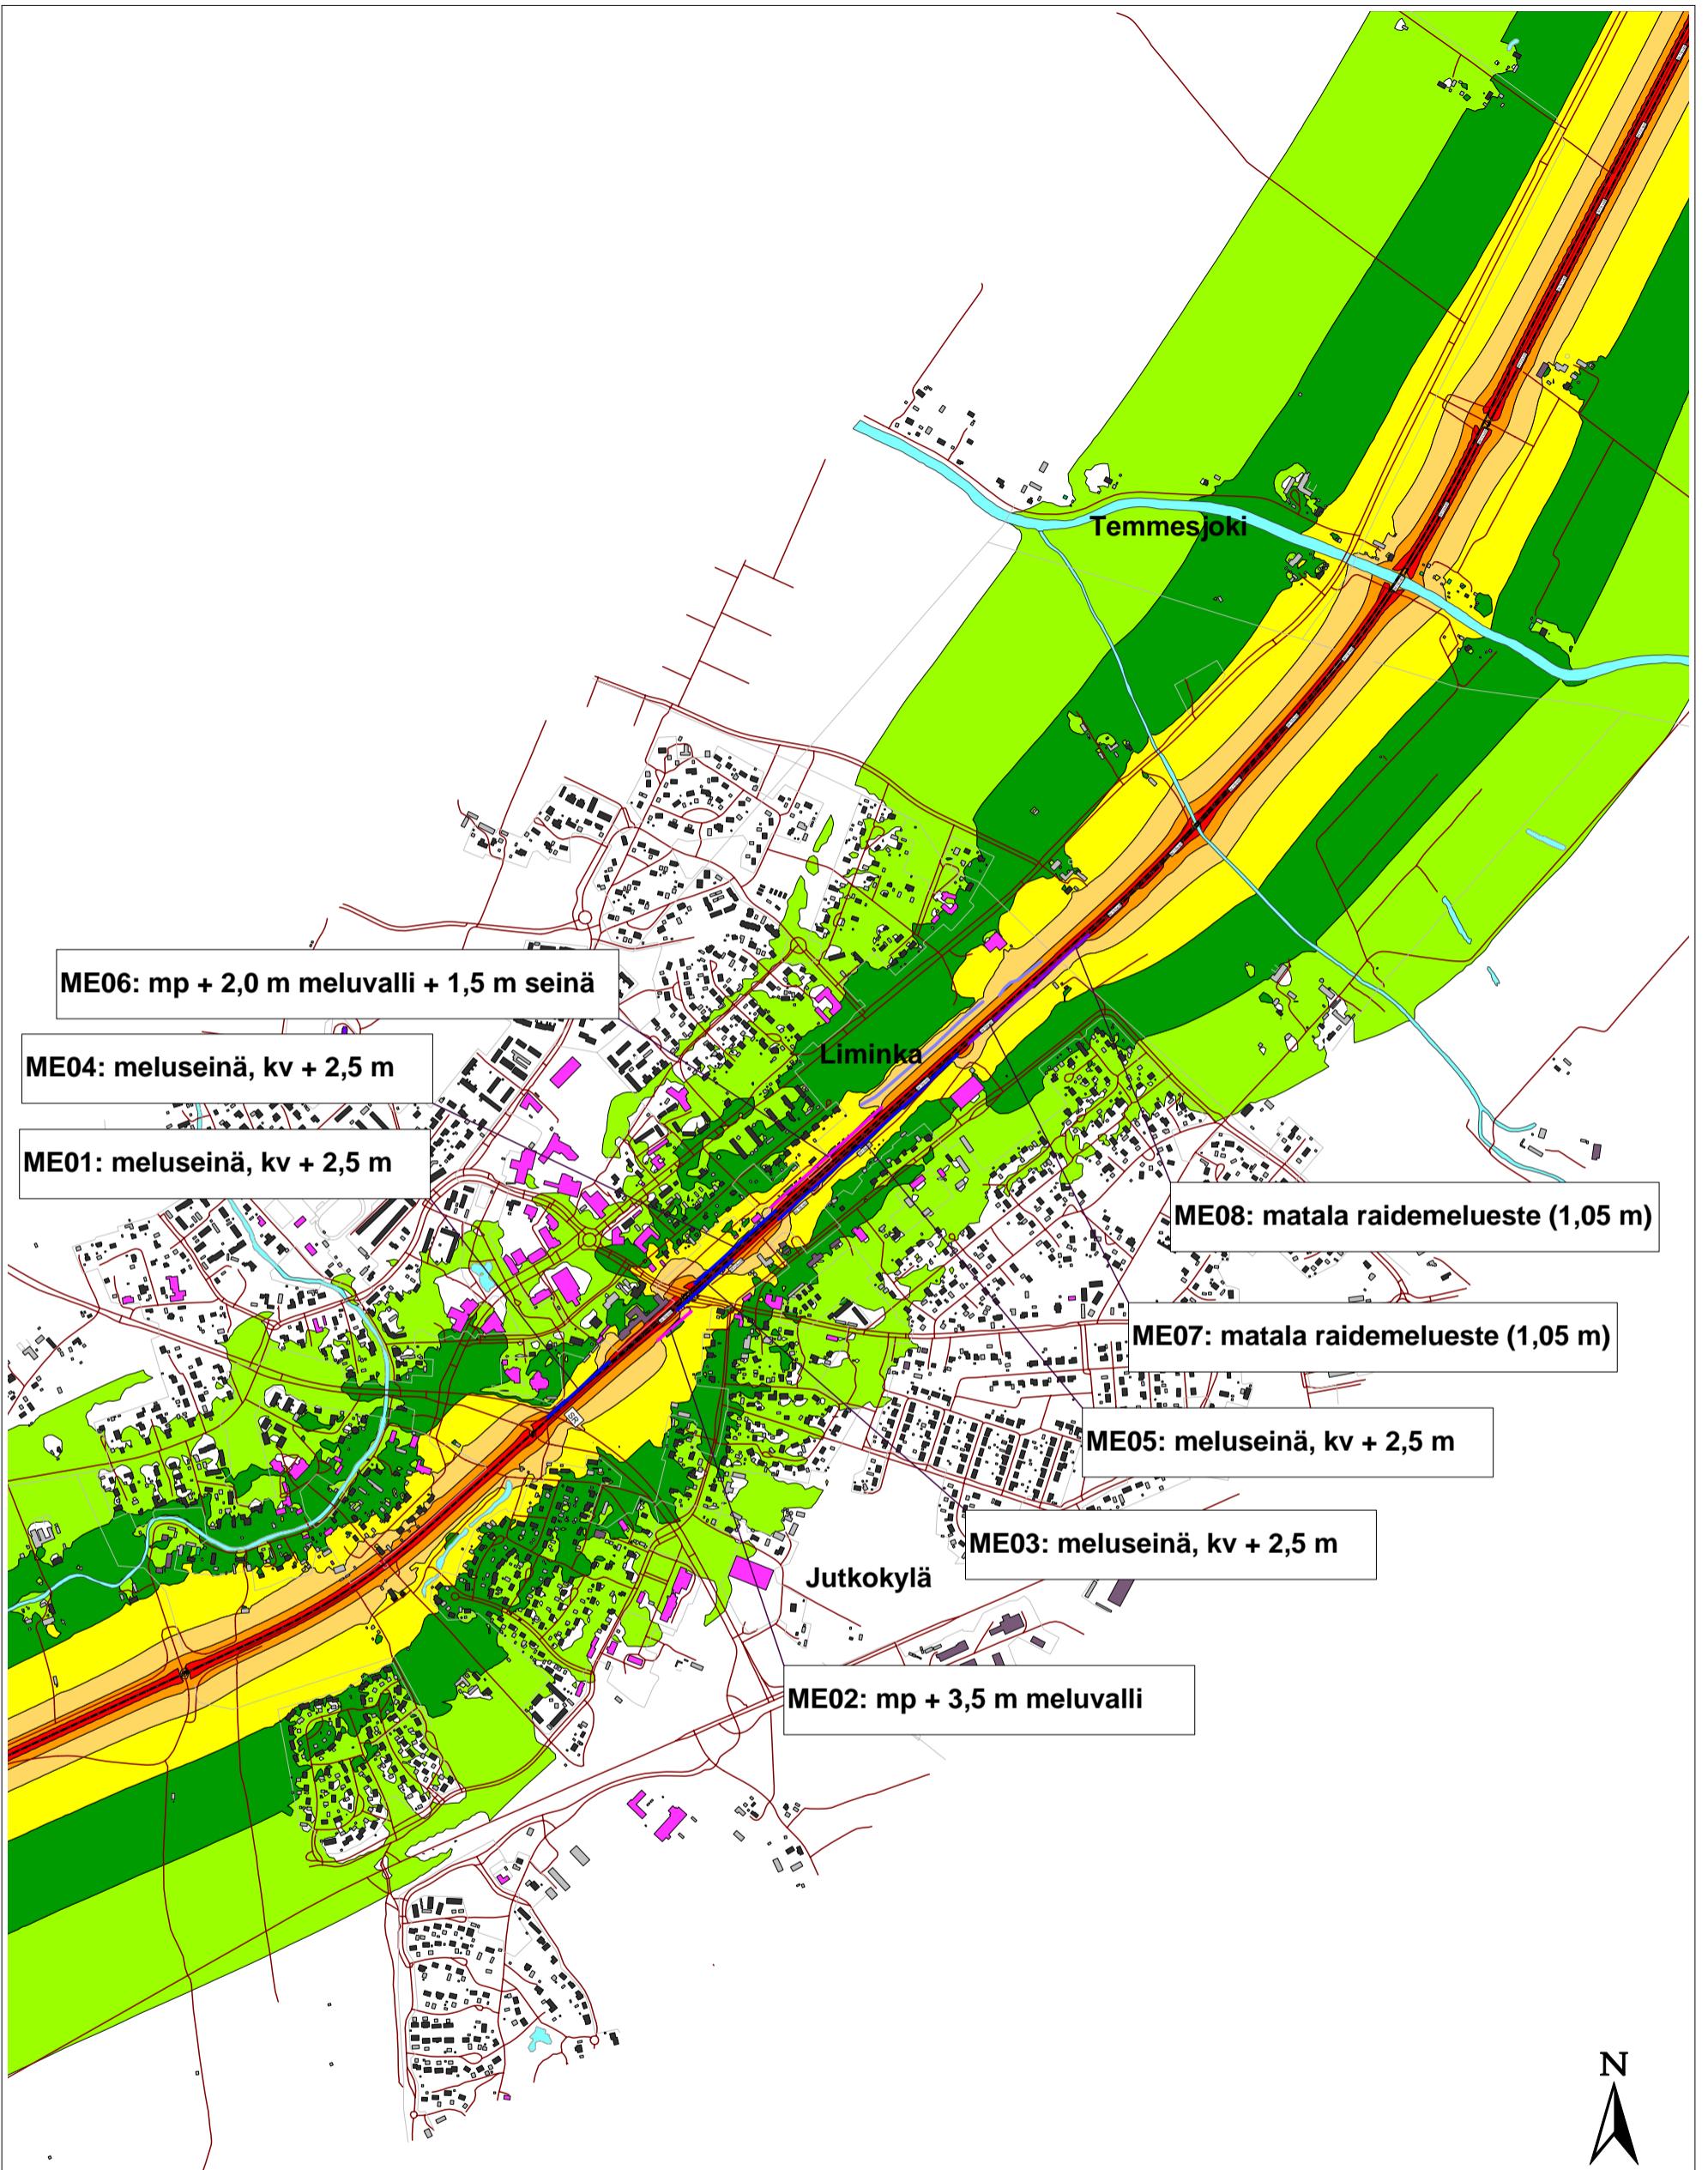 Temmesjoki
ME06: mp + 2,0 m meluvalli + 1,5 m seinä
ME04: meluseinä, kv + 2,5 m
Liminka
ME01: meluseinä, kv + 2,5 m
ME08: matala raidemelueste (1,05 m)
ME07: matala raidemelueste (1,05 m)
SR
ME05: meluseinä, kv + 2,5 m
ME03: meluseinä, kv + 2,5 m
Jutkokylä
ME02: mp + 3,5 m meluvalli
N